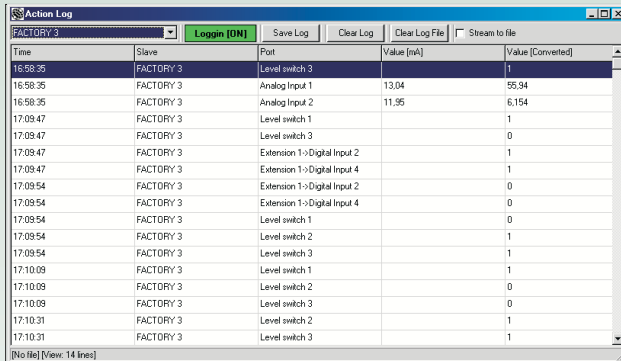 Action Log
FACTORY 3 Loggin [ON] Save Log Clear Log Clear Log File Stream to file
Time Slave Port Value [mA] Value [Converted]
16:58:35 FACTORY 3 Level switch 3 1
16:58:35 FACTORY 3 Analog Input 1 13,04 55,94
16:58:35 FACTORY 3 Analog Input 2 11,95 6,154
17:09:47 FACTORY 3 Level switch 1 1
17:09:47 FACTORY 3 Level switch 3 0
17:09:47 FACTORY 3 Extension 1->Digital Input 2 1
17:09:47 FACTORY 3 Extension 1->Digital Input 4 1
17:09:54 FACTORY 3 Extension 1->Digital Input 2 0
17:09:54 FACTORY 3 Extension 1->Digital Input 4 0
17:09:54 FACTORY 3 Level switch 1 0
17:09:54 FACTORY 3 Level switch 2 1
17:09:54 FACTORY 3 Level switch 3 1
17:10:09 FACTORY 3 Level switch 1 1
17:10:09 FACTORY 3 Level switch 2 0
17:10:09 FACTORY 3 Level switch 3 0
17:10:31 FACTORY 3 Level switch 2 1
17:10:31 FACTORY 3 Level switch 3 1
[No file] [View: 14 lines]